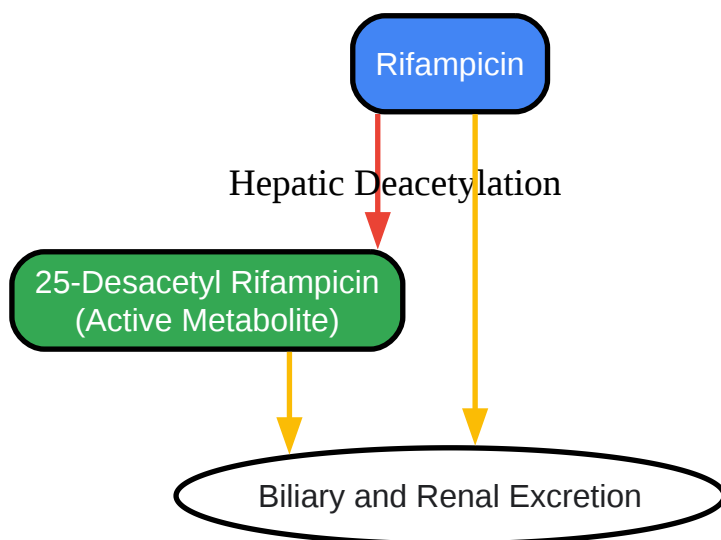 Rifampicin
Hepatic Deacetylation
25-Desacetyl Rifampicin
(Active Metabolite)
Biliary and Renal Excretion